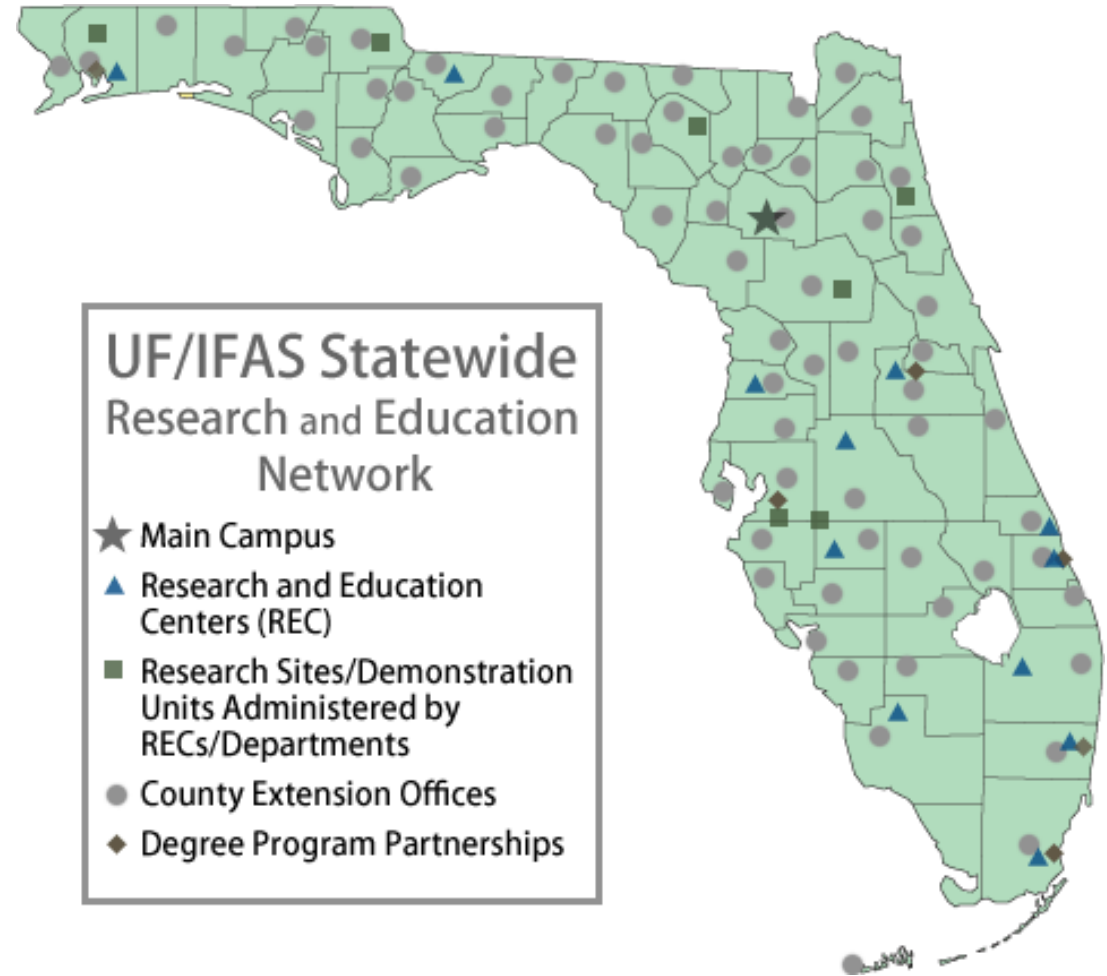 UF/IFAS Statewide
Research and Education
Network
Main Campus
Research and Education
Centers (REC)
Research Sites/Demonstration
Units Administered by
RECs/Departments
County Extension Offices
Degree Program Partnerships